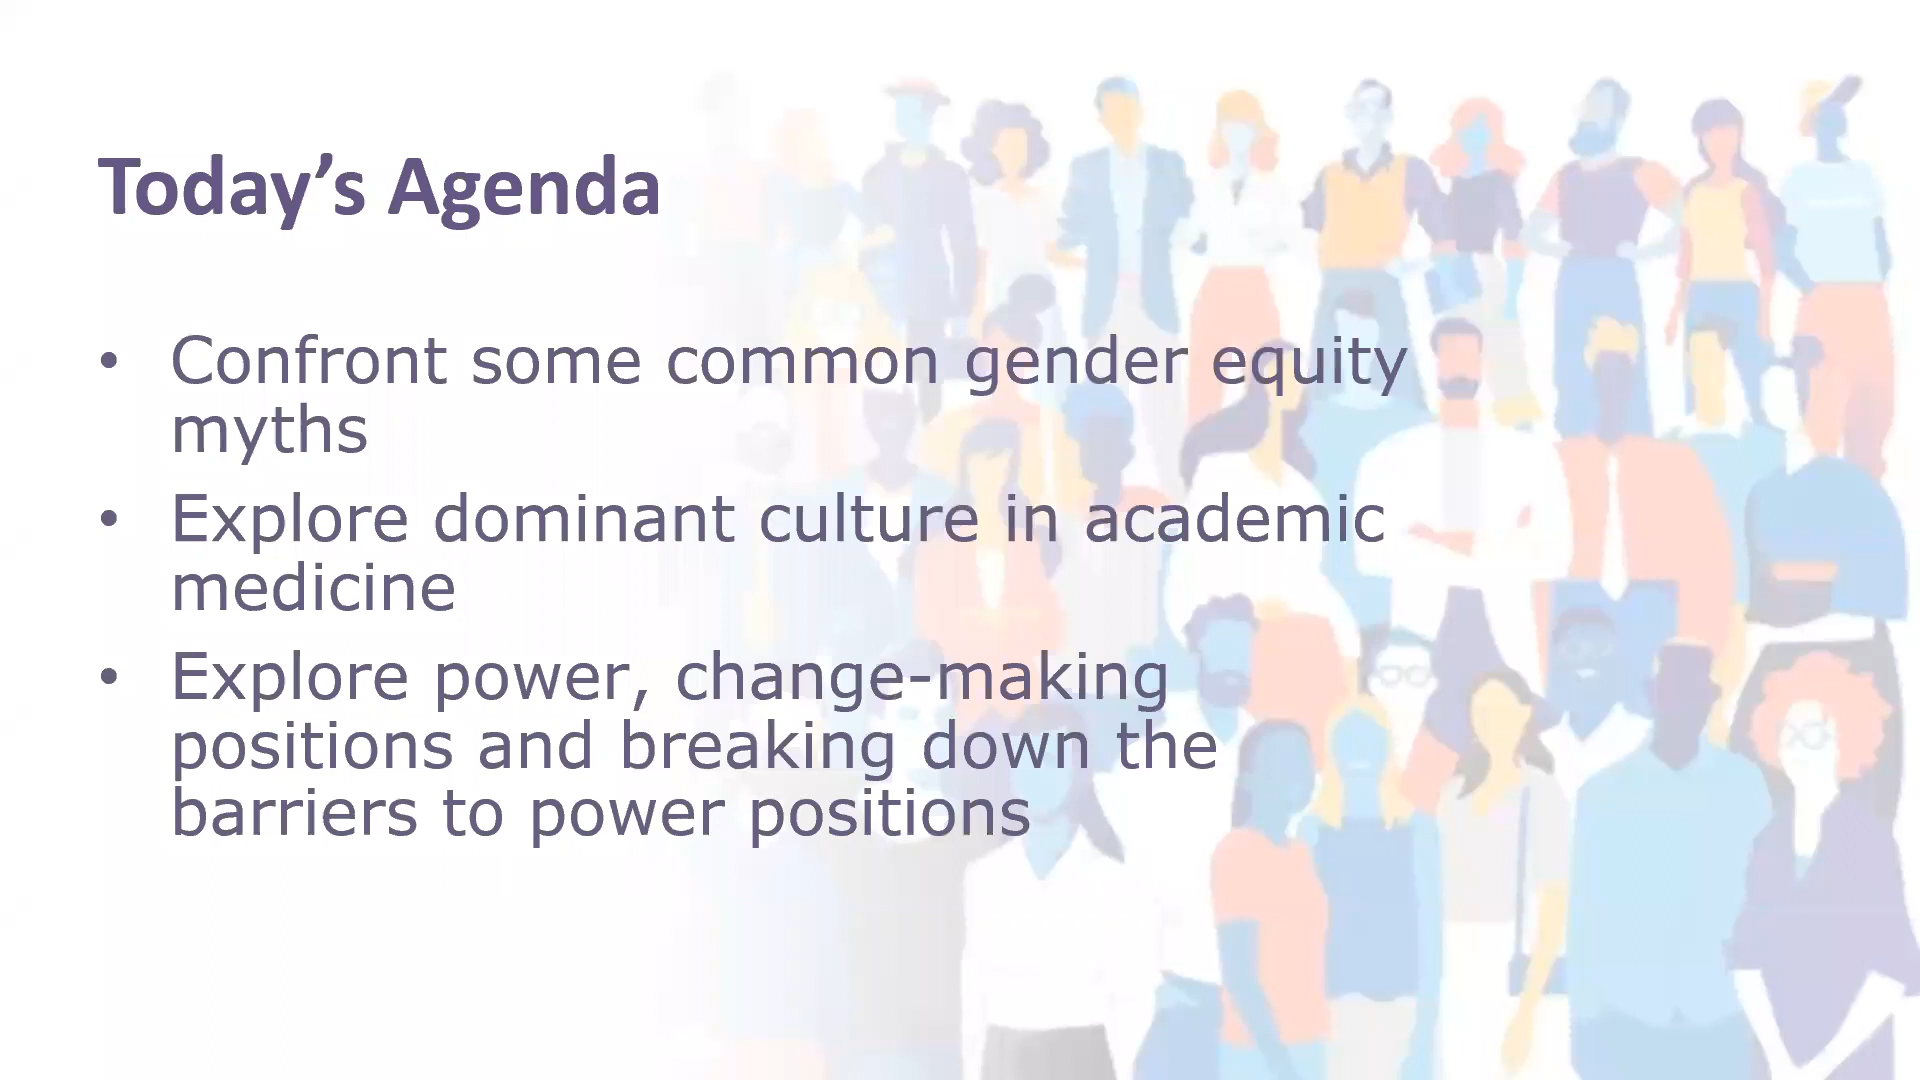 Today’s Agenda
• Confront some common gender equity
myths
• Explore dominant culture in academic
medicine
• Explore power, change-making
positions and breaking down the
barriers to power positions